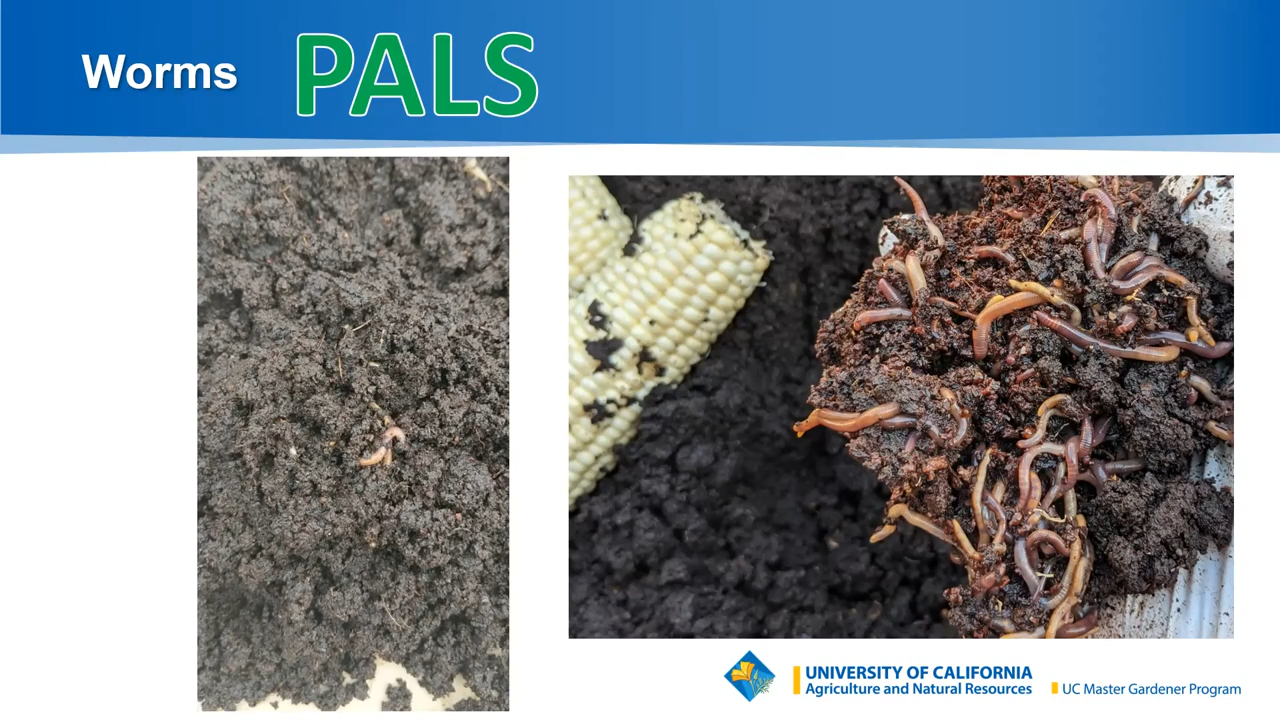 Worms PALS
UNIVERSITY OF CALIFORNIA
Agriculture and Natural Resources
UC Master Gardener Program